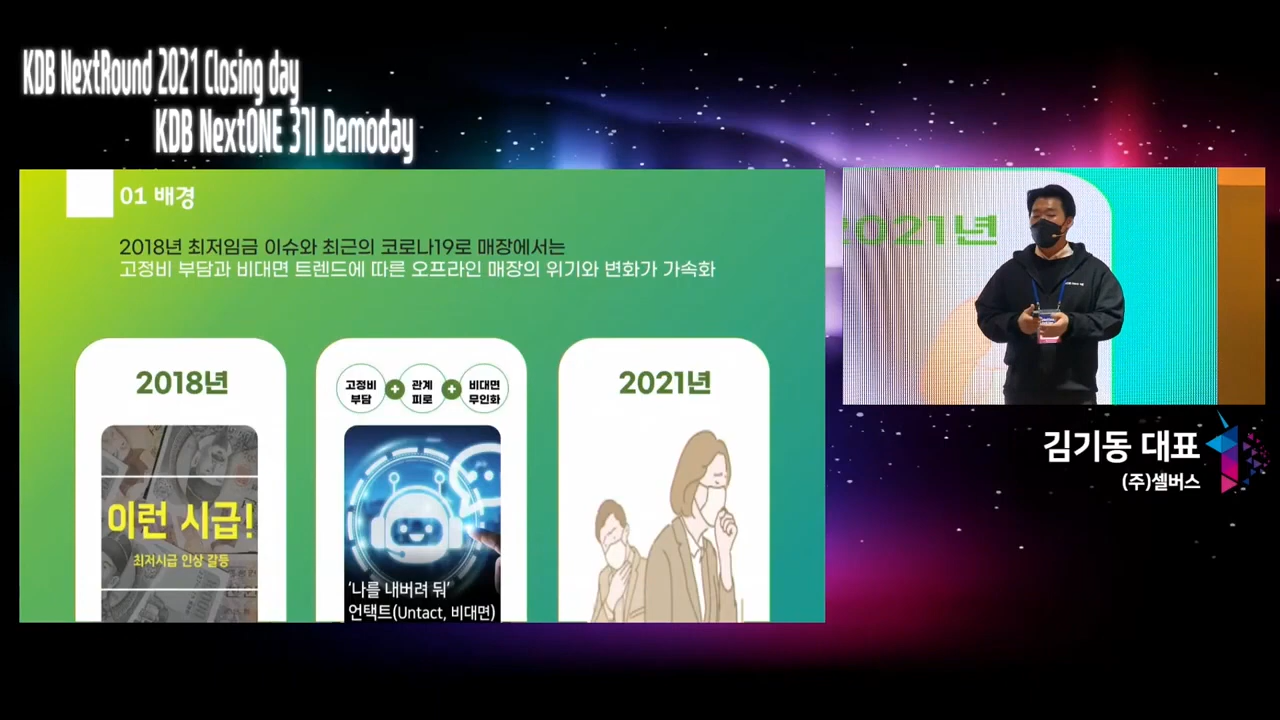 KDB NextRound 2021 Closing day
KDB NextONE 3기 Demoday
01 배경
2018년 최저임금 이슈와 최근의 코로나19로 매장에서는
고정비 부담과 비대면 트렌드에 따른 오프라인 매장의 위기와 변화가 가속화
2018년
이런 시급!
최저시급 인상 갈등
고정비
부담
+
관계
피로
+
비대면
무인화
'나를 내버려 둬'
언택트(Untact, 비대면)
2021년
2021년
김기동 대표
(주)셀버스